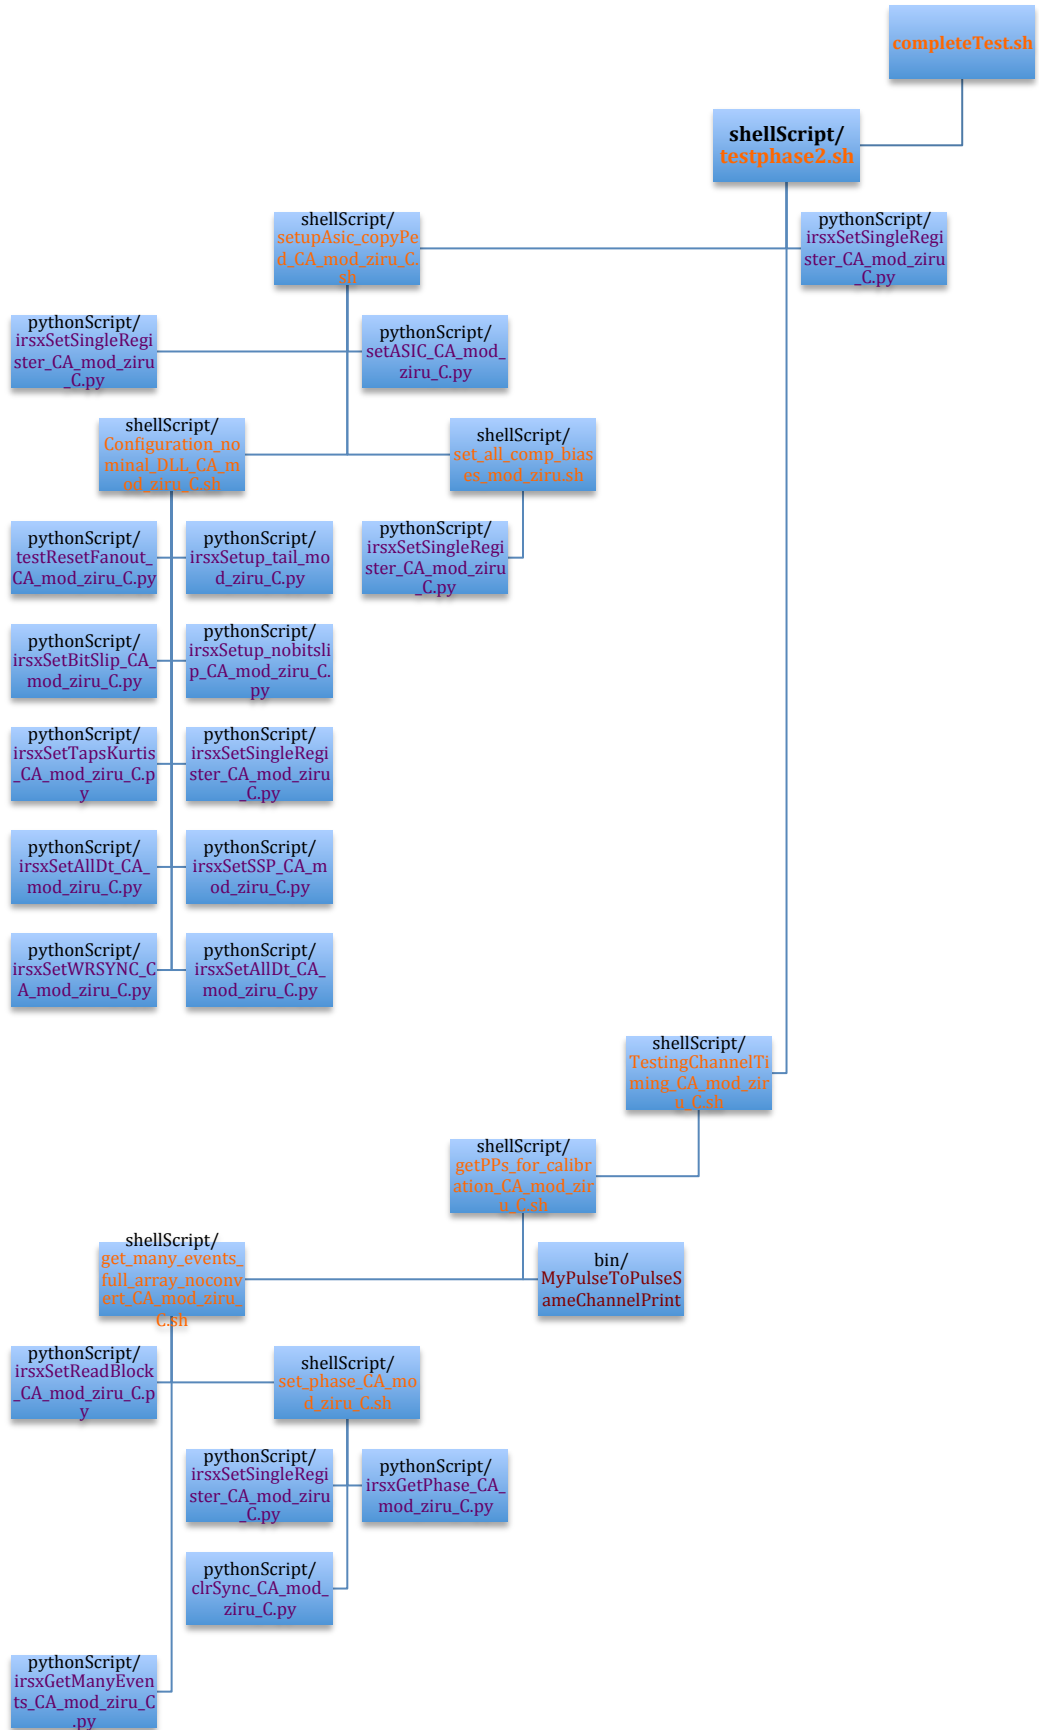 completeTest.sh
shellScript/
testphase2.sh
shellScript/
setupAsic_copyPe
d_CA_mod_ziru_C.
sh
pythonScript/
irsxSetSingleRegi
ster_CA_mod_ziru
_C.py
pythonScript/
irsxSetSingleRegi
ster_CA_mod_ziru
_C.py
pythonScript/
setASIC_CA_mod_
ziru_C.py
shellScript/
Configuration_no
minal_DLL_CA_m
od_ziru_C.sh
shellScript/
set_all_comp_bias
es_mod_ziru.sh
pythonScript/
testResetFanout_
CA_mod_ziru_C.py
pythonScript/
irsxSetup_tail_mo
d_ziru_C.py
pythonScript/
irsxSetSingleRegi
ster_CA_mod_ziru
_C.py
pythonScript/
irsxSetBitSlip_CA_
mod_ziru_C.py
pythonScript/
irsxSetup_nobitsli
p_CA_mod_ziru_C.
py
pythonScript/
irsxSetTapsKurtis
_CA_mod_ziru_C.p
y
pythonScript/
irsxSetSingleRegi
ster_CA_mod_ziru
_C.py
pythonScript/
irsxSetAllDt_CA_
mod_ziru_C.py
pythonScript/
irsxSetSSP_CA_m
od_ziru_C.py
pythonScript/
irsxSetWRSYNC_C
A_mod_ziru_C.py
pythonScript/
irsxSetAllDt_CA_
mod_ziru_C.py
shellScript/
TestingChannelTi
ming_CA_mod_zir
u_C.sh
shellScript/
getPPs_for_calibr
ation_CA_mod_zir
u_C.sh
shellScript/
get_many_events_
full_array_noconv
ert_CA_mod_ziru_
C.sh
bin/
MyPulseToPulseS
ameChannelPrint
pythonScript/
irsxSetReadBlock
_CA_mod_ziru_C.p
y
shellScript/
set_phase_CA_mo
d_ziru_C.sh
pythonScript/
irsxSetSingleRegi
ster_CA_mod_ziru
_C.py
pythonScript/
irsxGetPhase_CA_
mod_ziru_C.py
pythonScript/
clrSync_CA_mod_
ziru_C.py
pythonScript/
irsxGetManyEven
ts_CA_mod_ziru_C
.py